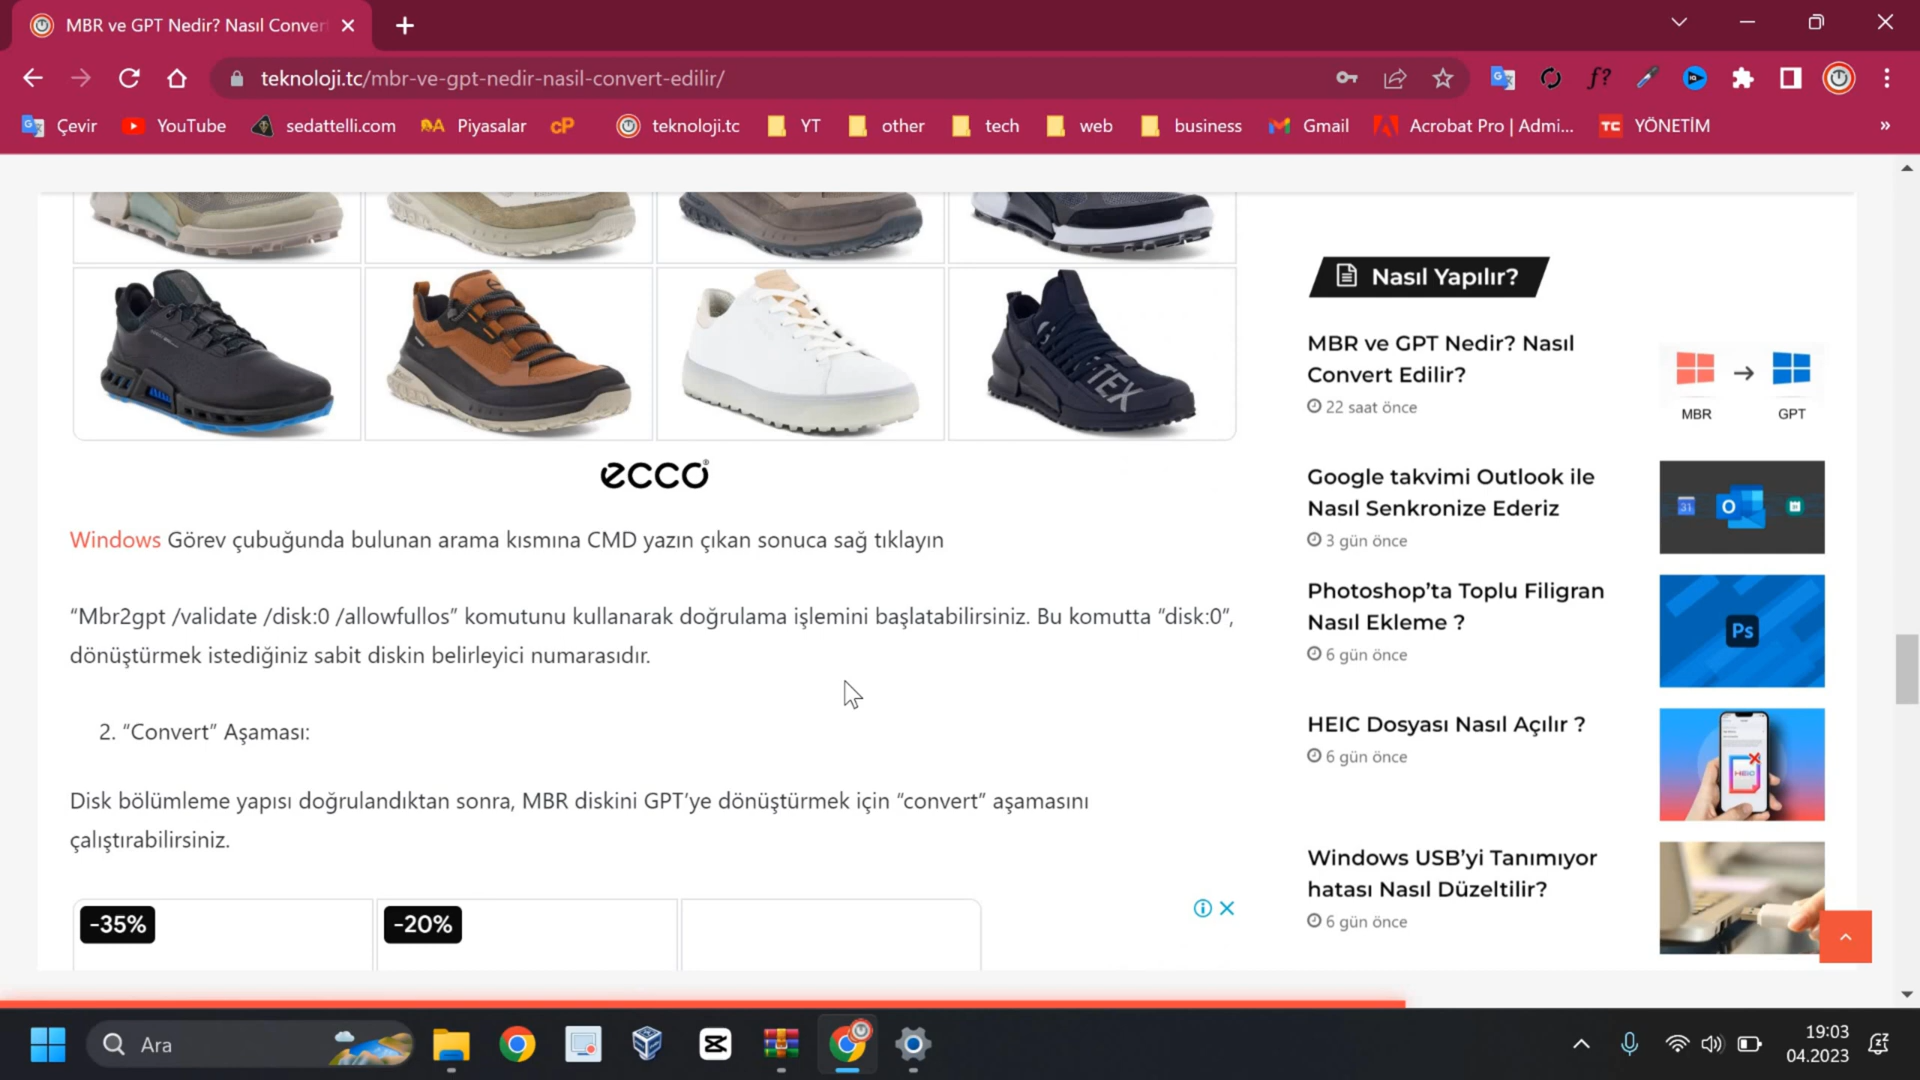 MBR ve GPT Nedir? Nasıl Conver
teknoloji.tc/mbr-ve-gpt-nedir-nasil-convert-edilir/
Çevir
YouTube
sedattelli.com
Piyasalar
cP
teknoloji.tc
YT
other
tech
web
business
Gmail
Acrobat Pro | Admi...
TC
YÖNETİM
»
TEX
ecco
Windows Görev çubuğunda bulunan arama kısmına CMD yazın çıkan sonuca sağ tıklayın
“Mbr2gpt /validate /disk:0 /allowfullos” komutunu kullanarak doğrulama işlemini başlatabilirsiniz. Bu komutta “disk:0”,
dönüştürmek istediğiniz sabit diskin belirleyici numarasıdır.
2. “Convert” Aşaması:
Disk bölümleme yapısı doğrulandıktan sonra, MBR diskini GPT’ye dönüştürmek için “convert” aşamasını
çalıştırabilirsiniz.
-35%
-20%
Nasıl Yapılır?
MBR ve GPT Nedir? Nasıl
Convert Edilir?
22 saat önce
MBR
GPT
Google takvimi Outlook ile
Nasıl Senkronize Ederiz
3 gün önce
31
O
Photoshop’ta Toplu Filigran
Nasıl Ekleme ?
6 gün önce
Ps
HEIC Dosyası Nasıl Açılır ?
6 gün önce
HEIC
Windows USB’yi Tanımıyor
hatası Nasıl Düzeltilir?
6 gün önce
Ara
19:03
04.2023